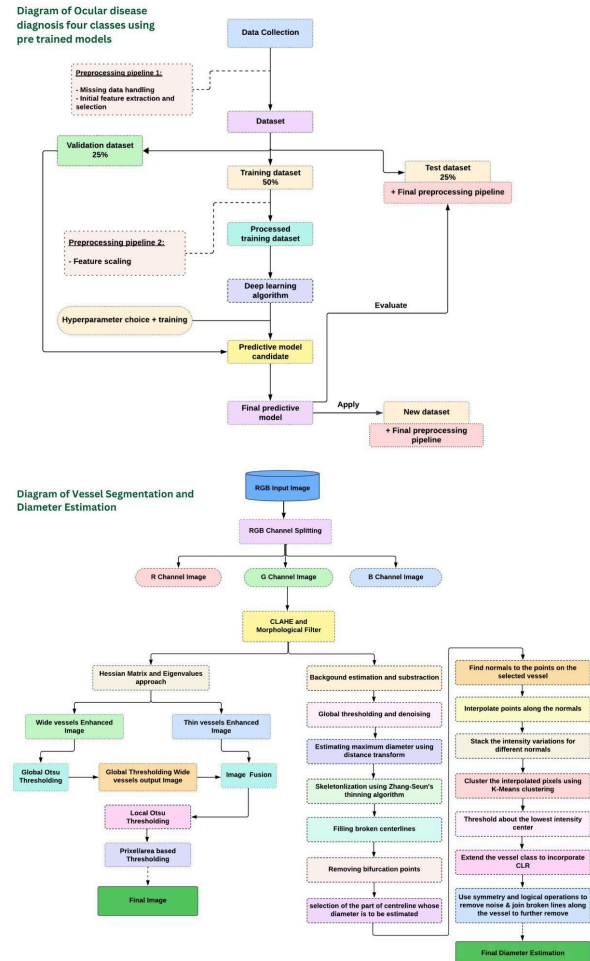 Diagram of Ocular disease
diagnosis four classes using
pre trained models
Data Collection
Preprocessing pipeline 1:
- Missing data handling
- Initial feature extraction and
selection
Dataset
Validation dataset
25%
Training dataset
50%
Test dataset
25%
+ Final preprocessing pipeline
Preprocessing pipeline 2:
- Feature scaling
Processed
training dataset
Deep learning
algorithm
Evaluate
Hyperparameter choice + training
Predictive model
candidate
Final predictive
model
Apply
New dataset
+ Final preprocessing
pipeline
Diagram of Vessel Segmentation and
Diameter Estimation
RGB Input Image
RGB Channel Splitting
R Channel Image
G Channel Image
B Channel Image
CLAHE and
Morphological Filter
Hessian Matrix and Eigenvalues
approach
Wide vessels Enhanced
Image
Thin vessels Enhanced
Image
Global Otsu
Thresholding
Global Thresholding Wide
vessels output Image
Image Fusion
Local Otsu
Thresholding
Prixel/area based
Thresholding
Final Image
Backgound estimation and substraction
Global thresholding and denoising
Estimating maximum diameter using
distance transform
Skeletonlization using Zhang-Seun's
thinning algorithm
Filling broken centerlines
Removing bifurcation points
selection of the part of centreline whose
diameter is to be estimated
Find normals to the points on the
selected vessel
Interpolate points along the normals
Stack the intensity variations for
different normals
Cluster the interpolated pixels using
K-Means clustering
Threshold about the lowest intensity
center
Extend the vessel class to incorporate
CLR
Use symmetry and logical operations to
remove noise & join broken lines along
the vessel to further remove
Final Diameter Estimation